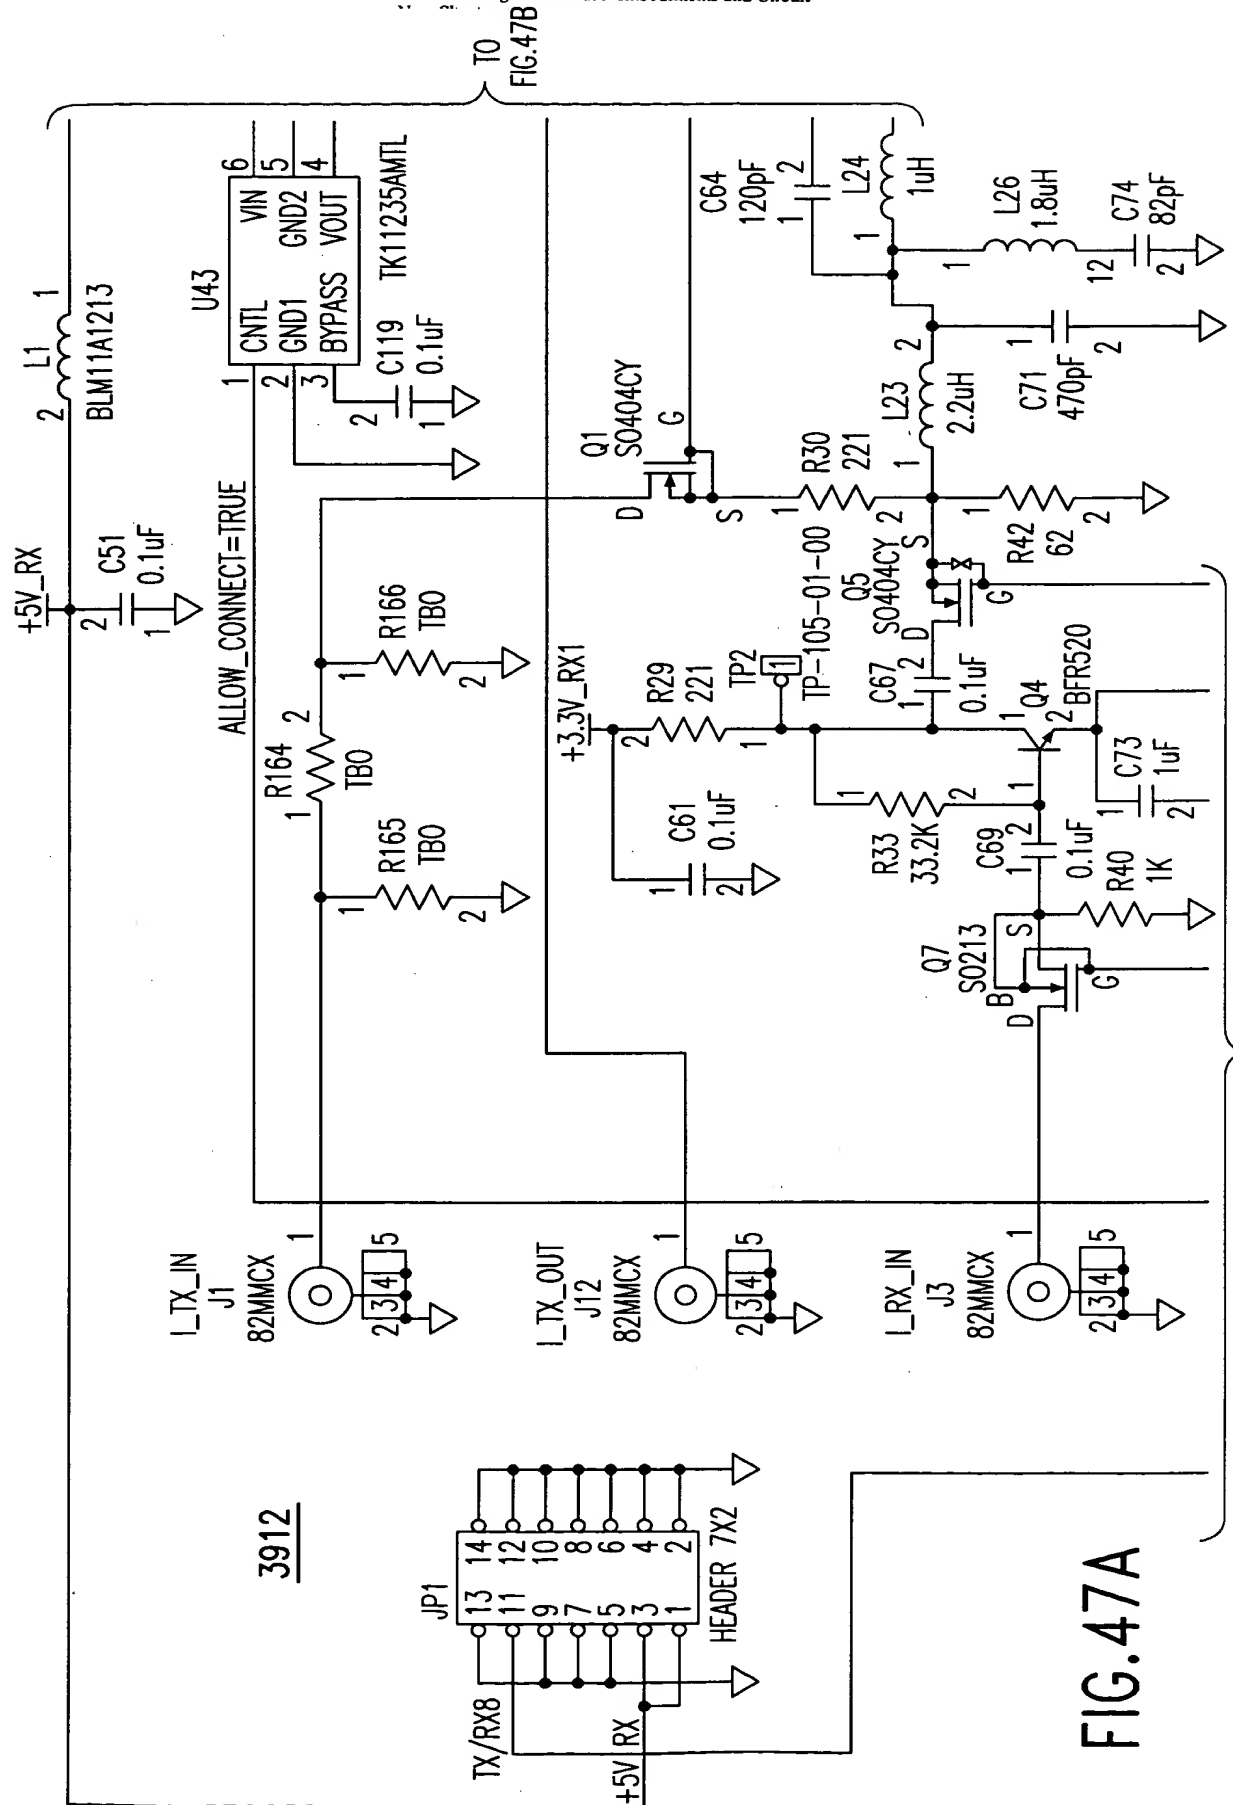 TO
FIG.47B
+5V_RX
2
C51
0.1uF
1
2
L1
1
BLM11A1213
ALLOW_CONNECT=TRUE
U43
1
CNTL
VIN
6
2
GND1
GND2
5
3
BYPASS
VOUT
4
TK11235AMTL
2
C119
0.1uF
1
I_TX_IN
J1
82MMCX
1
2
3
4
5
1
R164
2
TBO
1
R165
TBO
2
1
R166
TBO
2
I_TX_OUT
J12
82MMCX
1
2
3
4
5
Q1
SO404CY
D
G
S
1
R30
221
2
C64
120pF
1
2
L24
1uH
1
L26
1.8uH
1
12
C74
82pF
2
L23
1
2
2.2uH
C71
470pF
1
2
1
R42
62
2
+3.3V_RX1
2
R29
221
1
C61
0.1uF
1
2
TP2
1
TP-105-01-00
Q5
SO404CY
D
S
G
C67
1
2
0.1uF
1
R33
33.2K
2
Q4
1
1
2
BFR520
C73
1uF
1
2
C69
1
2
0.1uF
R40
1K
Q7
SO213
B
D
S
G
I_RX_IN
J3
82MMCX
1
2
3
4
5
3912
JP1
13
14
11
12
9
10
7
8
5
6
3
4
1
2
HEADER 7X2
TX/RX8
+5V RX
FIG.47A